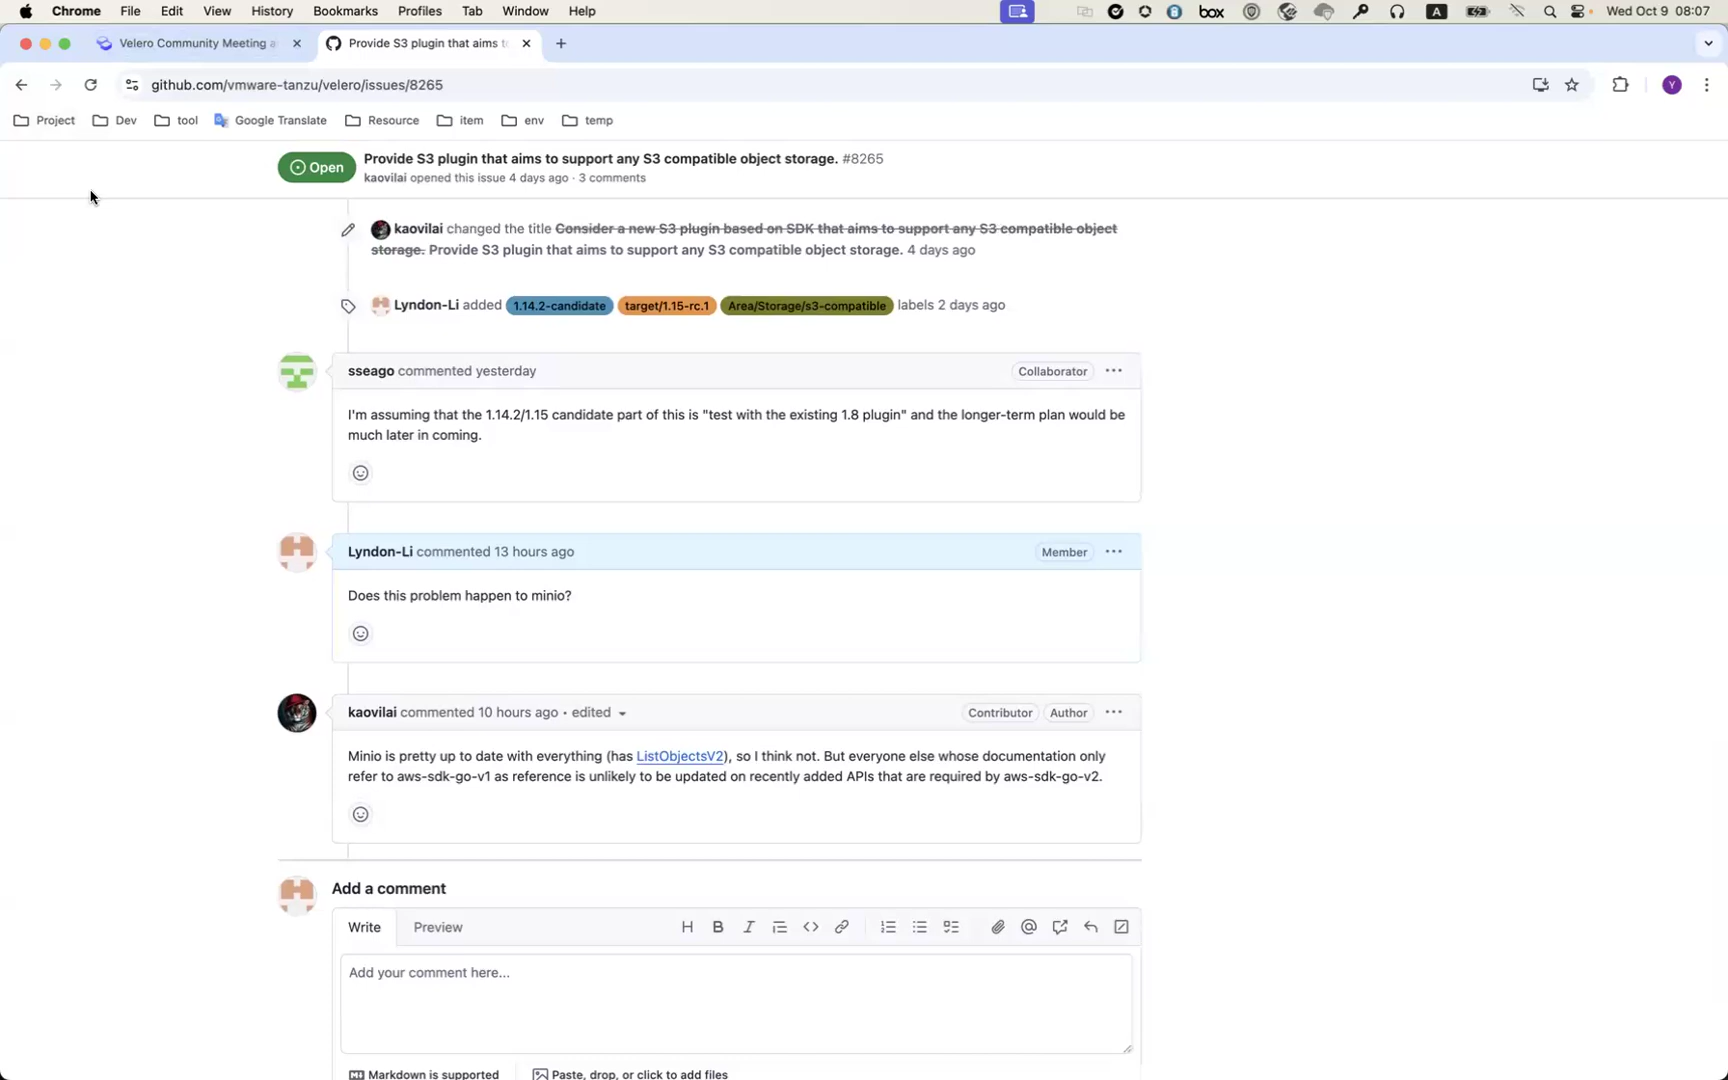 Chrome File Edit View History Bookmarks Profiles Tab Window Help box A Wed Oct 9 08:07
Velero Community Meeting a
Provide S3 plugin that aims to
github.com/vmware-tanzu/velero/issues/8265 Y
Project Dev tool Google Translate Resource item env temp
Open Provide S3 plugin that aims to support any S3 compatible object storage. #8265
kaovilai opened this issue 4 days ago · 3 comments
kaovilai changed the title Consider a new S3 plugin based on SDK that aims to support any S3 compatible object
storage. Provide S3 plugin that aims to support any S3 compatible object storage. 4 days ago
Lyndon-Li added 1.14.2-candidate target/1.15-rc.1 Area/Storage/s3-compatible labels 2 days ago
sseago commented yesterday Collaborator
I'm assuming that the 1.14.2/1.15 candidate part of this is "test with the existing 1.8 plugin" and the longer-term plan would be
much later in coming.
Lyndon-Li commented 13 hours ago Member
Does this problem happen to minio?
kaovilai commented 10 hours ago • edited Contributor Author
Minio is pretty up to date with everything (has ListObjectsV2), so I think not. But everyone else whose documentation only
refer to aws-sdk-go-v1 as reference is unlikely to be updated on recently added APIs that are required by aws-sdk-go-v2.
Add a comment
Write Preview H B I
Add your comment here...
Markdown is supported Paste, drop, or click to add files